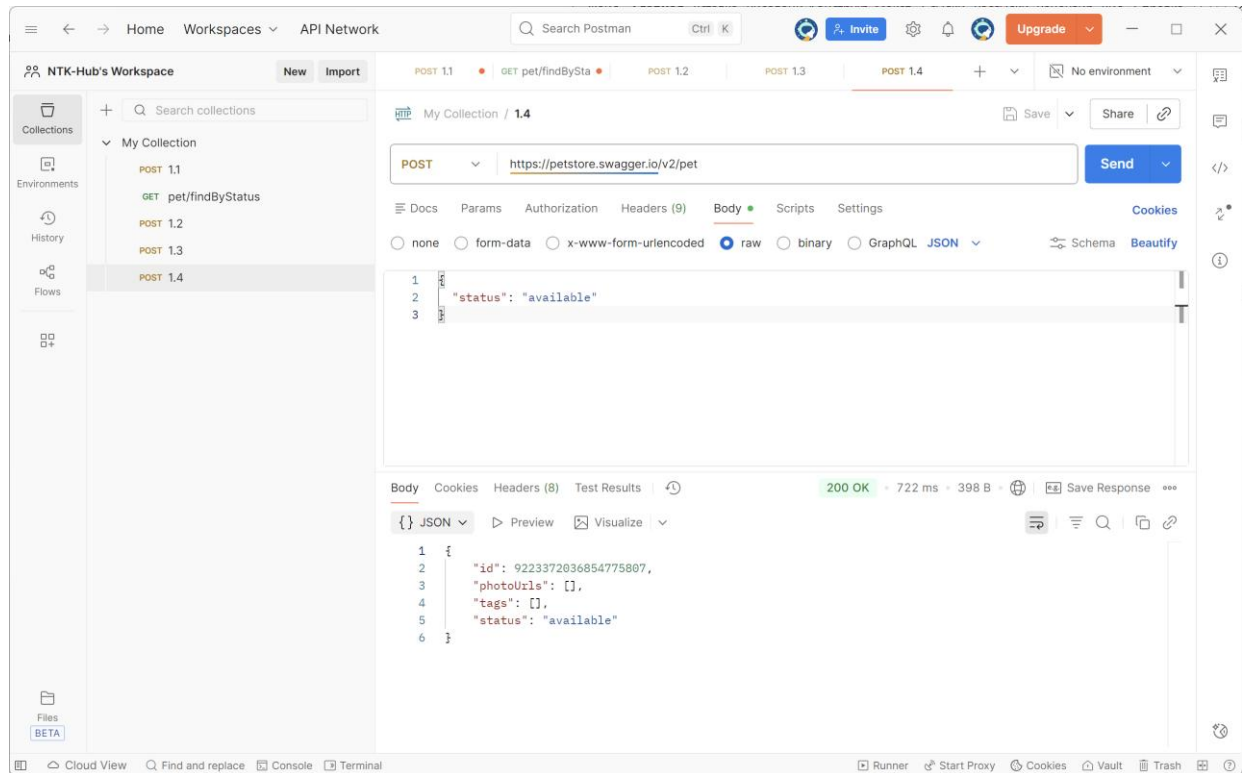 Home Workspaces API Network Search Postman Ctrl K Invite Upgrade
NTK-Hub's Workspace New Import POST 1.1 GET pet/findBySta POST 1.2 POST 1.3 POST 1.4 No environment
Collections
Environments
History
Flows
Files
BETA
Search collections
My Collection
POST 1.1
GET pet/findByStatus
POST 1.2
POST 1.3
POST 1.4
HTTP My Collection / 1.4 Save Share
POST https://petstore.swagger.io/v2/pet Send
Docs Params Authorization Headers (9) Body Scripts Settings Cookies
none form-data x-www-form-urlencoded raw binary GraphQL JSON Schema Beautify
1 {
2 "status": "available"
3 }
Body Cookies Headers (8) Test Results 200 OK 722 ms 398 B e.g. Save Response
{} JSON Preview Visualize
1 {
2 "id": 9223372036854775807,
3 "photoUrls": [],
4 "tags": [],
5 "status": "available"
6 }
Cloud View Find and replace Console Terminal Runner Start Proxy Cookies Vault Trash